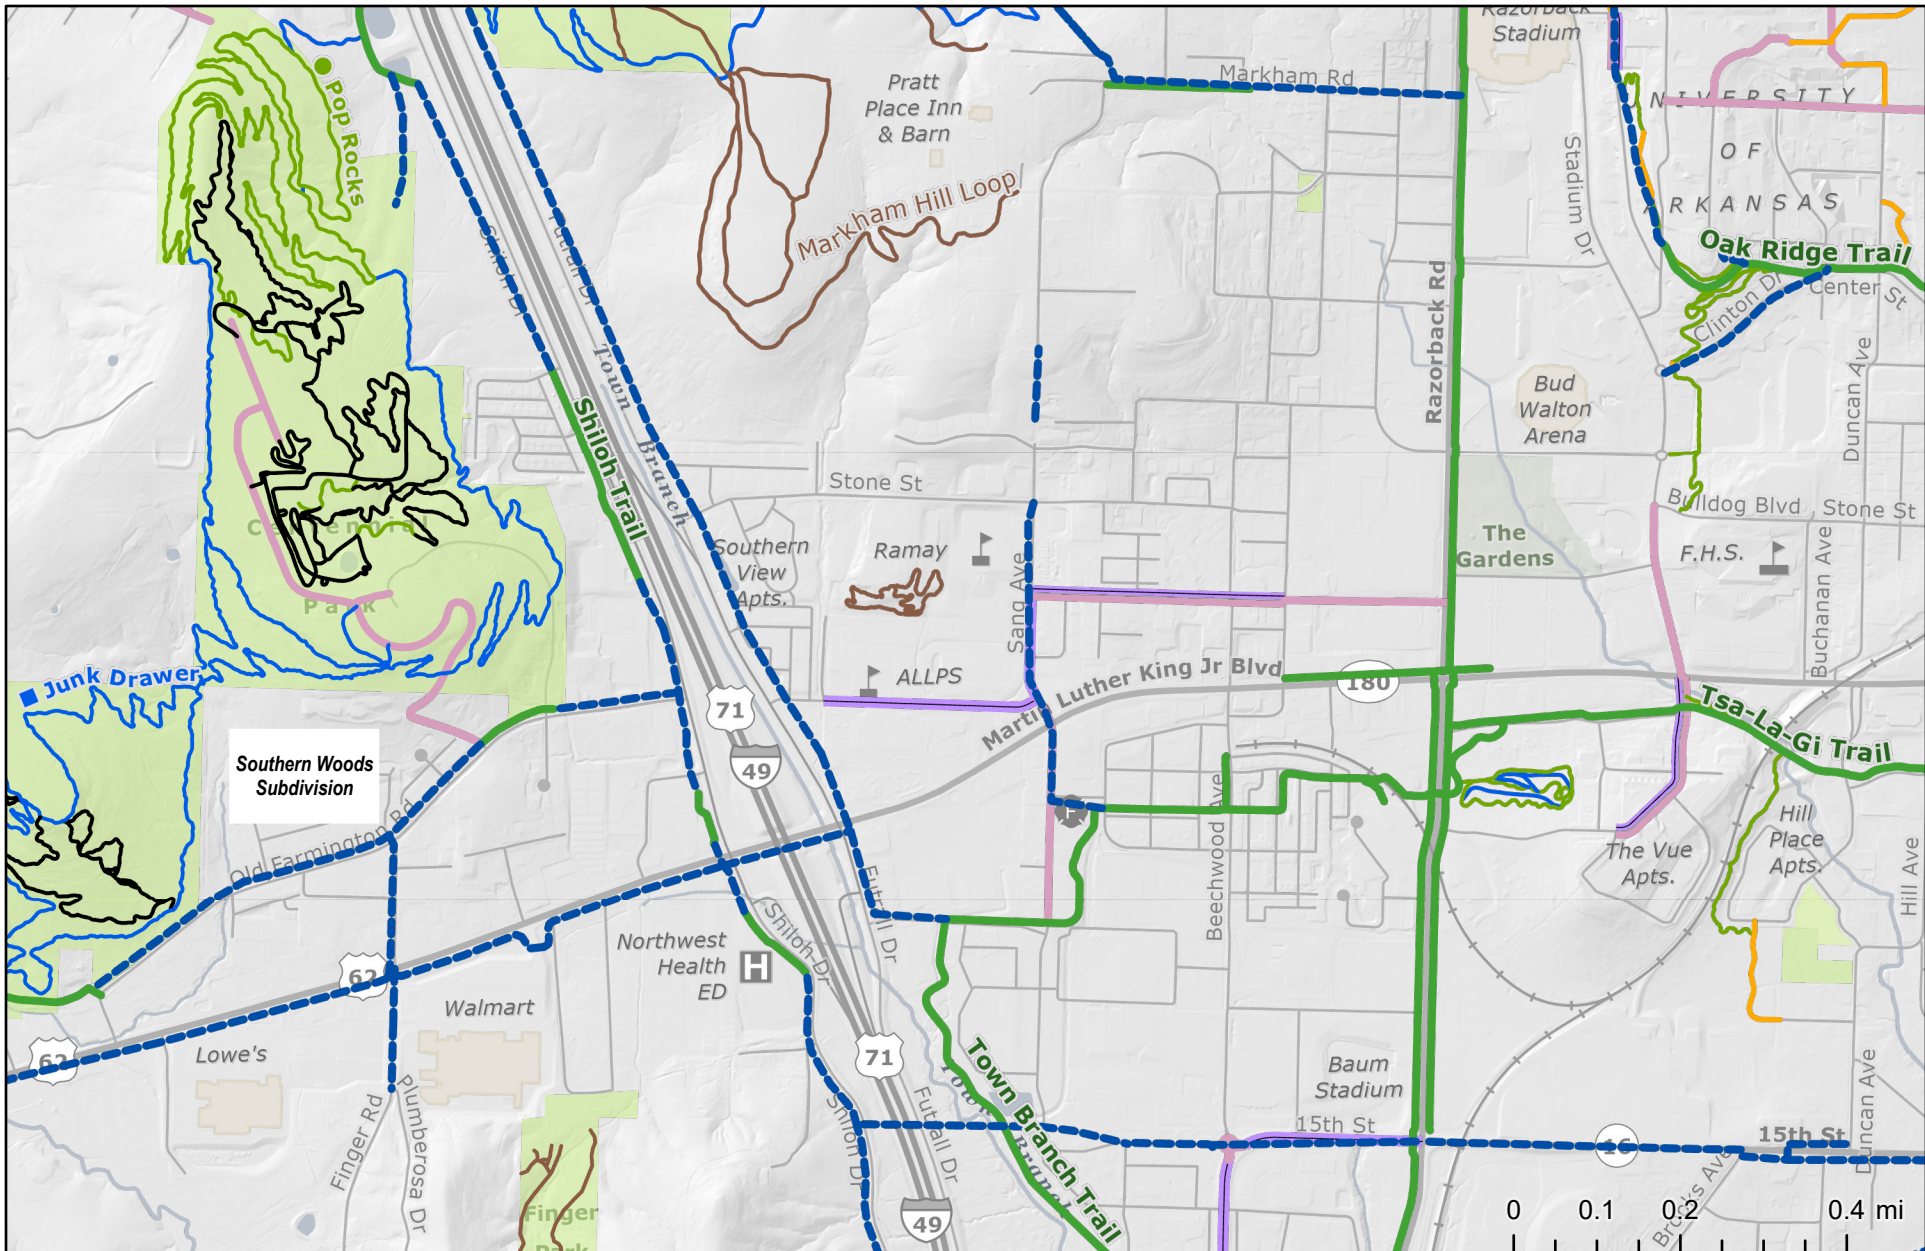 Razorback
Stadium
Markham Rd
Pratt
Place Inn
& Barn
UNIVERSITY
OF
ARKANSAS
Pop Rocks
Stadium Dr
Markham Hill Loop
Oak Ridge Trail
Center St
Clinton Dr
Shiloh Dr
Futrall Dr
Town
Branch
Razorback Rd
Duncan Ave
Bud
Walton
Arena
Shiloh Trail
Stone St
Bulldog Blvd
Stone St
Centennial
Park
Southern
View
Apts.
Ramay
Sang Ave
The
Gardens
F.H.S.
Buchanan Ave
Junk Drawer
ALLPS
Martin Luther King Jr Blvd
180
71
49
Tsa-La-Gi Trail
Southern Woods
Subdivision
Old Farmington Rd
Beechwood Ave
F
Hill
Place
Apts.
The Vue
Apts.
Hill Ave
Futrall Dr
Shiloh Dr
Northwest
Health
ED
H
62
Walmart
62
Lowe's
71
Town Branch Trail
Town
Branch
Baum
Stadium
15th St
16
15th St
Duncan Ave
Finger Rd
Plumberosa Dr
Shiloh Dr
Futrall Dr
49
Finger
Park
Brooks Ave
0 0.1 0.2 0.4 mi